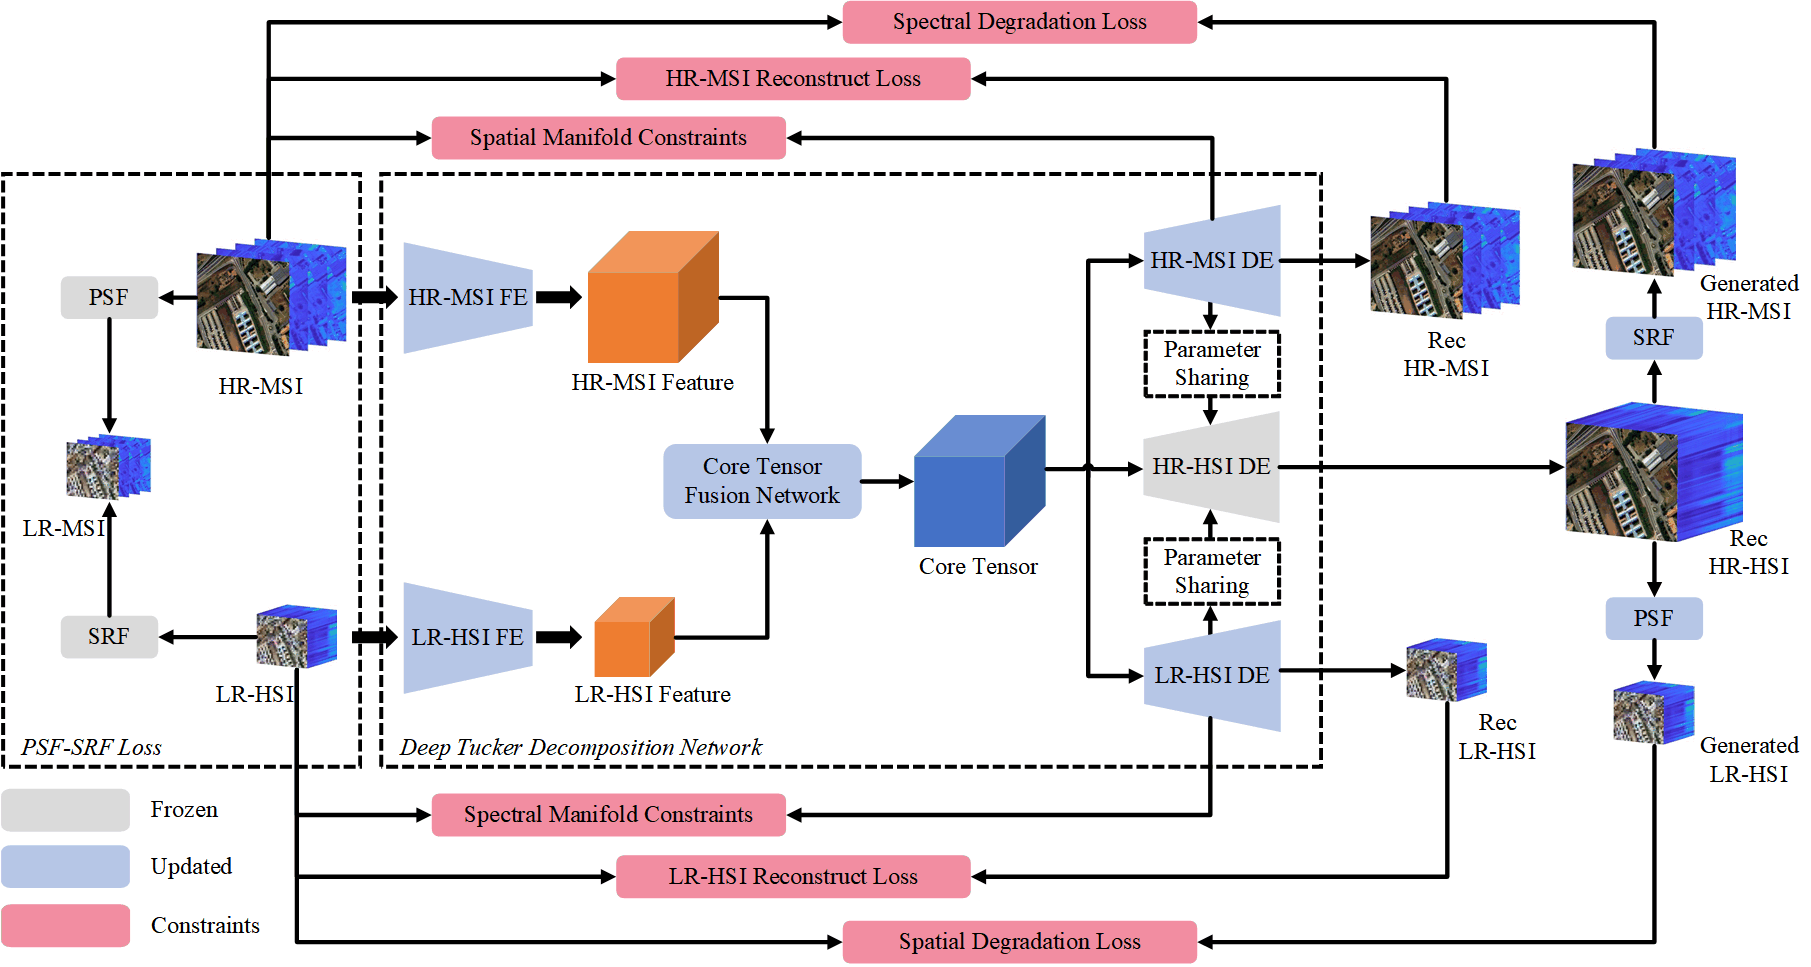 Spectral Degradation Loss
HR-MSI Reconstruct Loss
Spatial Manifold Constraints
PSF
HR-MSI
LR-MSI
SRF
LR-HSI
PSF-SRF Loss
HR-MSI FE
HR-MSI Feature
LR-HSI FE
LR-HSI Feature
Core Tensor
Fusion Network
Core Tensor
HR-MSI DE
Parameter
Sharing
HR-HSI DE
Parameter
Sharing
LR-HSI DE
Deep Tucker Decomposition Network
Rec
HR-MSI
Generated
HR-MSI
SRF
Rec
HR-HSI
PSF
Rec
LR-HSI
Generated
LR-HSI
Spectral Manifold Constraints
LR-HSI Reconstruct Loss
Spatial Degradation Loss
Frozen
Updated
Constraints